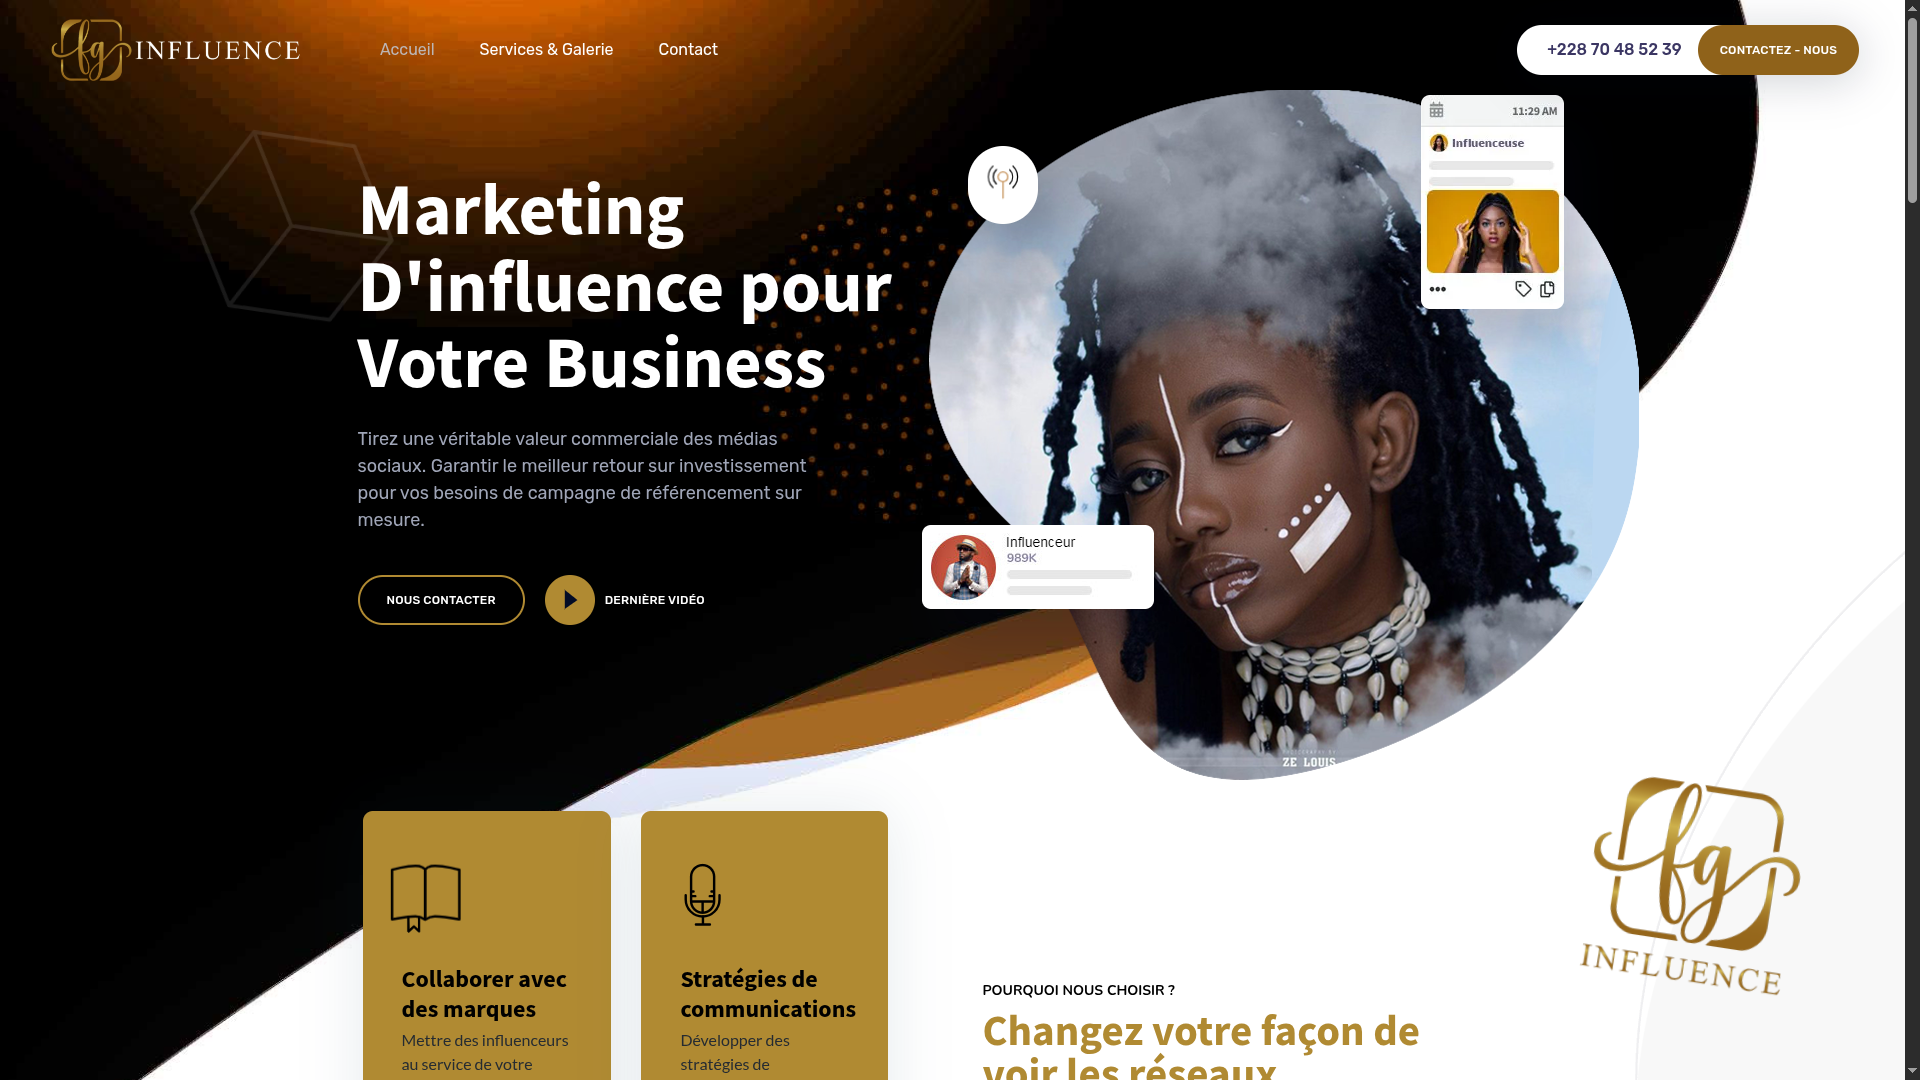 fg INFLUENCE
Accueil
Services & Galerie
Contact
+228 70 48 52 39
CONTACTEZ - NOUS
Marketing
D'influence pour
Votre Business
Tirez une véritable valeur commerciale des médias
sociaux. Garantir le meilleur retour sur investissement
pour vos besoins de campagne de référencement sur
mesure.
NOUS CONTACTER
DERNIÈRE VIDÉO
11:29 AM
Influenceuse
Influenceur
989K
PHOTOGRAPHY BY
ZE LOUIS
Collaborer avec
des marques
Mettre des influenceurs
au service de votre
Stratégies de
communications
Développer des
stratégies de
POURQUOI NOUS CHOISIR ?
Changez votre façon de
voir les réseaux
fg
INFLUENCE